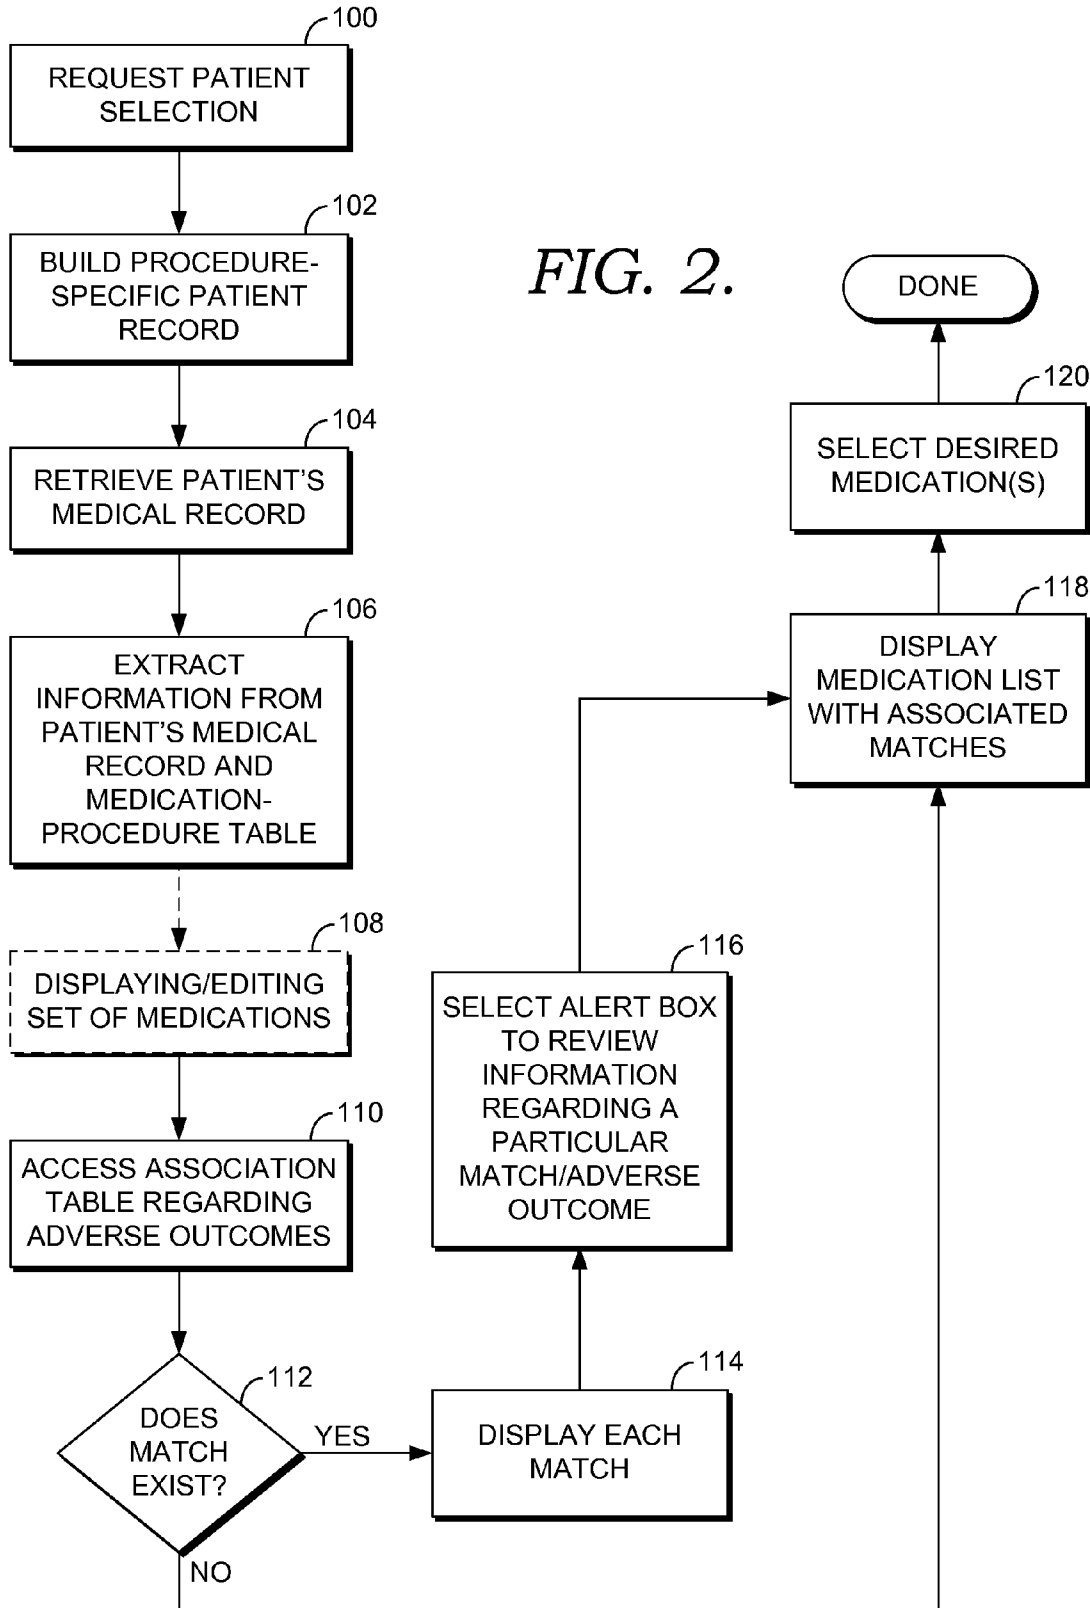 100
REQUEST PATIENT
SELECTION
102
BUILD PROCEDURE-
SPECIFIC PATIENT
RECORD
104
RETRIEVE PATIENT'S
MEDICAL RECORD
106
EXTRACT
INFORMATION FROM
PATIENT'S MEDICAL
RECORD AND
MEDICATION-
PROCEDURE TABLE
108
DISPLAYING/EDITING
SET OF MEDICATIONS
110
ACCESS ASSOCIATION
TABLE REGARDING
ADVERSE OUTCOMES
112
DOES
MATCH
EXIST?
YES
NO
114
DISPLAY EACH
MATCH
116
SELECT ALERT BOX
TO REVIEW
INFORMATION
REGARDING A
PARTICULAR
MATCH/ADVERSE
OUTCOME
118
DISPLAY
MEDICATION LIST
WITH ASSOCIATED
MATCHES
120
SELECT DESIRED
MEDICATION(S)
DONE
FIG. 2.